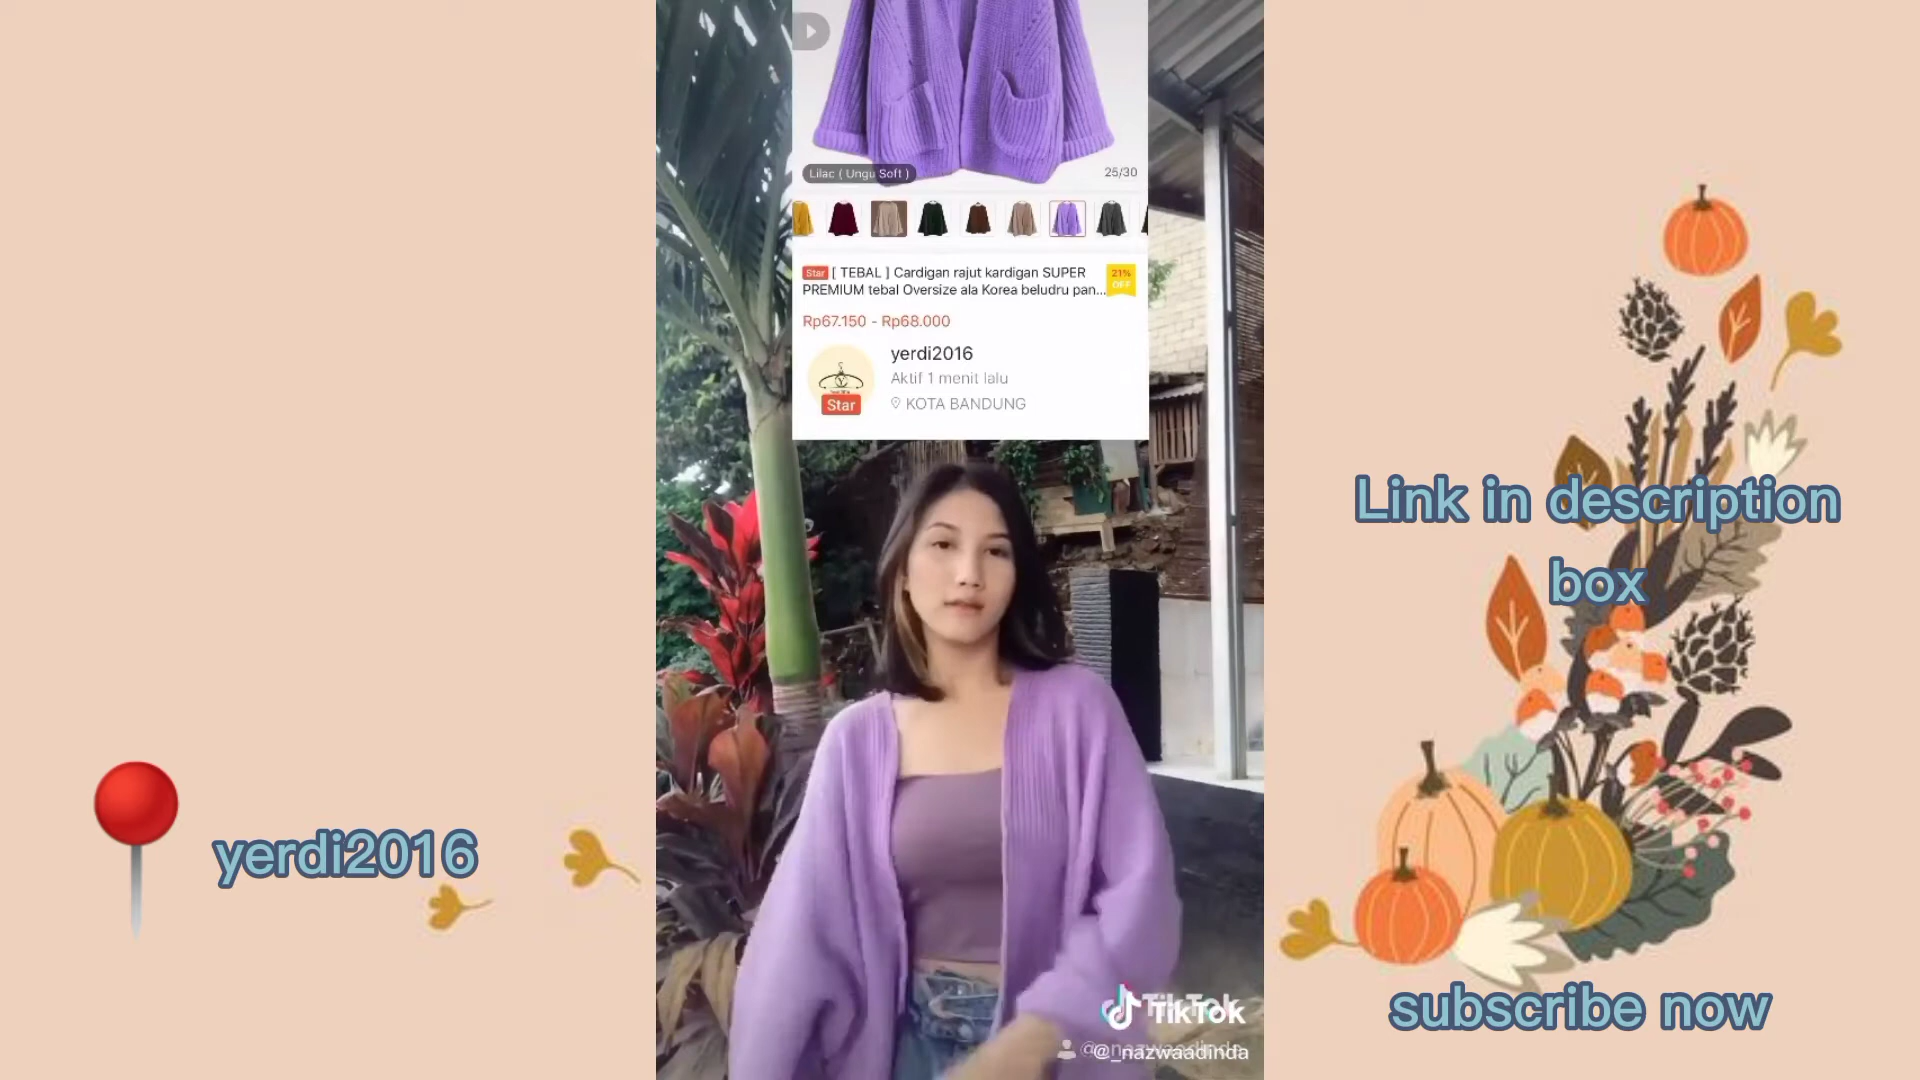 Lilac ( Ungu Soft )
25/30
Star [ TEBAL ] Cardigan rajut kardigan SUPER
PREMIUM tebal Oversize ala Korea beludru pan...
21%
OFF
Rp67.150 - Rp68.000
yerdi2016
Aktif 1 menit lalu
KOTA BANDUNG
Star
Link in description
box
yerdi2016
subscribe now
TikTok
@_nazwaadinda